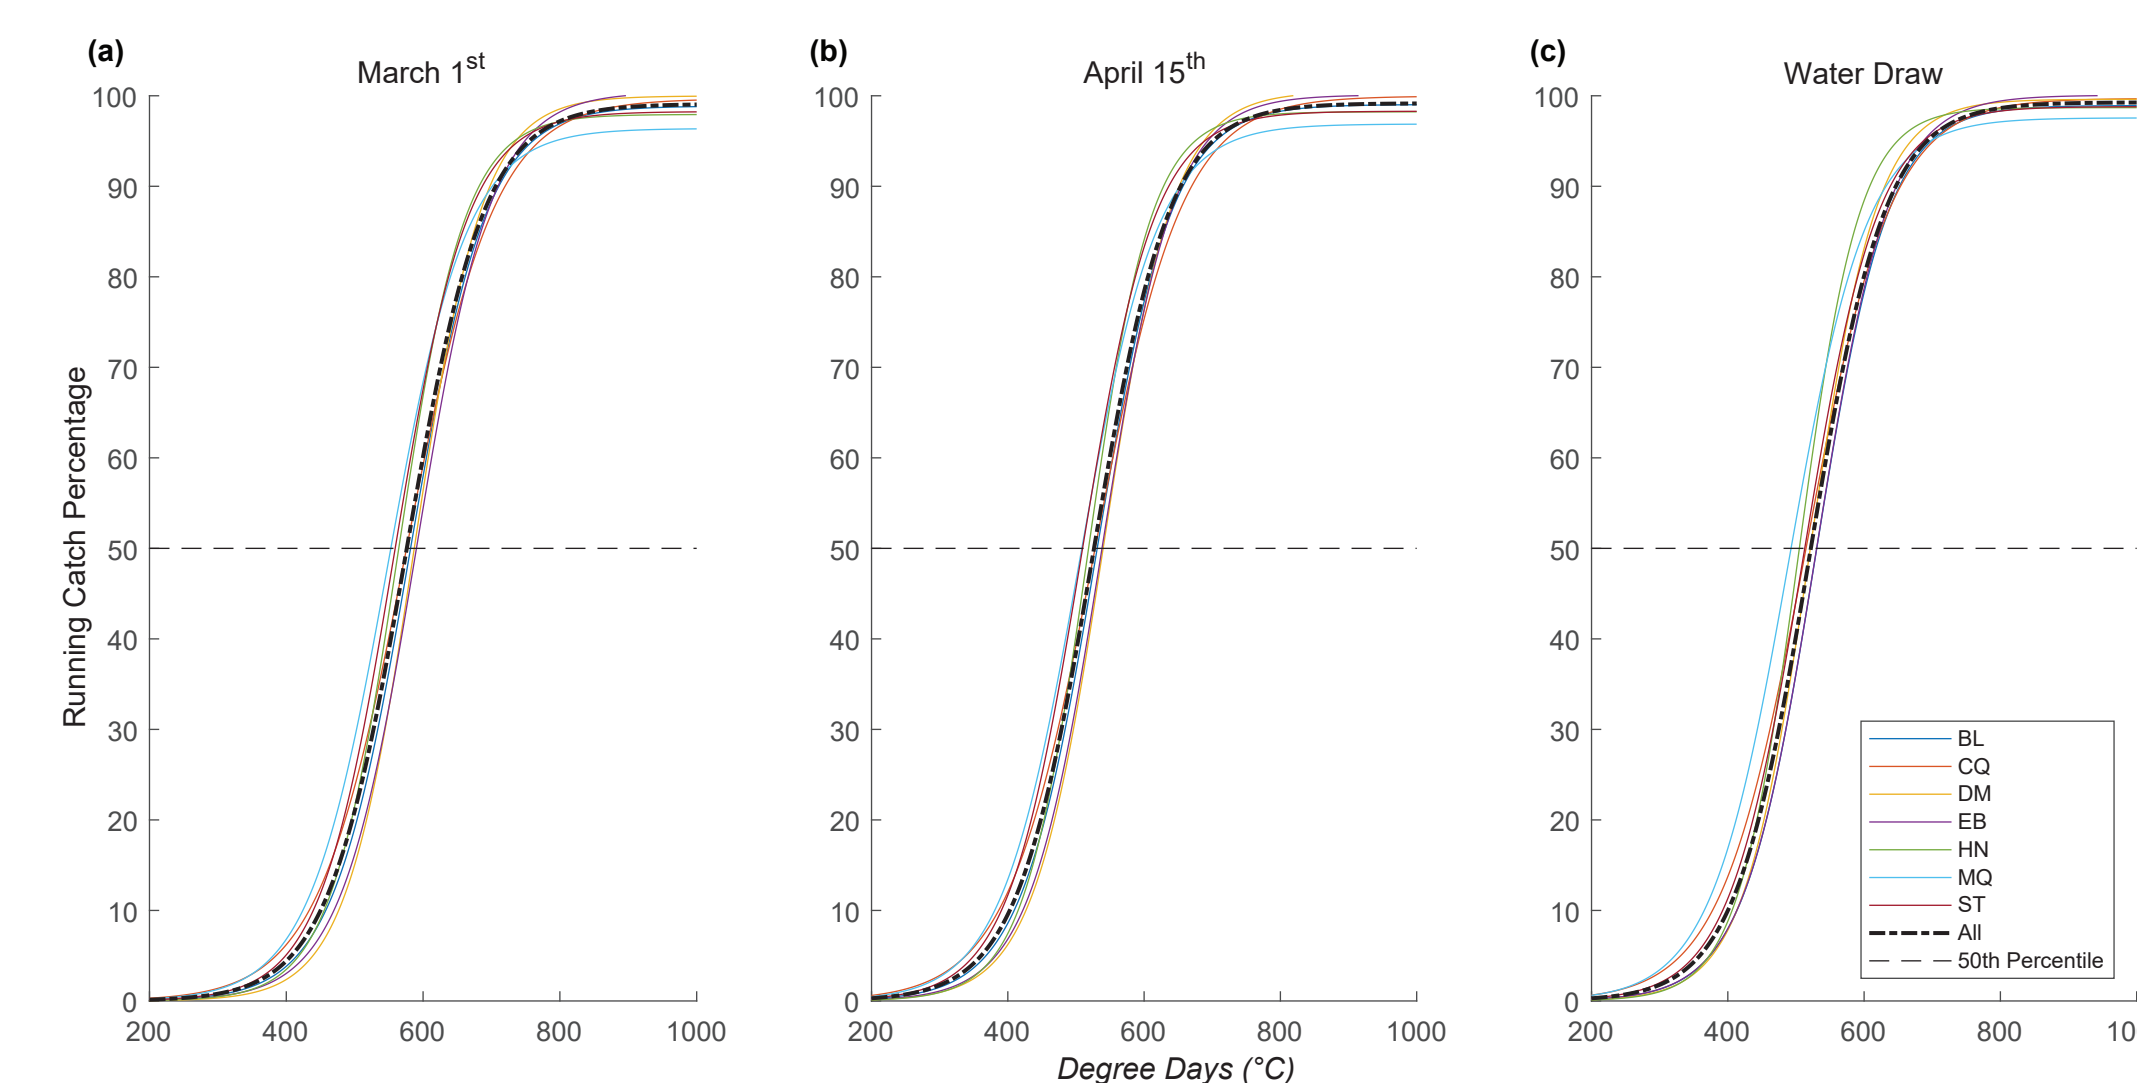 (a)
March 1st
100
90
80
70
60
50
40
30
20
10
0
200 400 600 800 1000
Running Catch Percentage
(b)
April 15th
100
90
80
70
60
50
40
30
20
10
0
200 400 600 800 1000
Degree Days (°C)
(c)
Water Draw
100
90
80
70
60
50
40
30
20
10
0
200 400 600 800 10
BL
CQ
DM
EB
HN
MQ
ST
All
50th Percentile